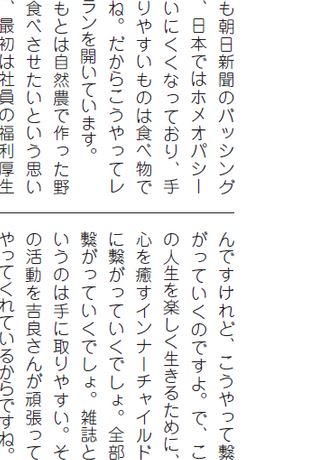 も朝日新聞のバッシング
、日本ではホメオパシー
いにくくなっており、手
りやすいものは食べ物で
ね。だからこうやってレ
ランを開いています。
もとは自然農で作った野
食べさせたいという思い
、最初は社員の福利厚生
んですけれど、こうやって繋
がっていくのですよ。で、こ
の人生を楽しく生きるために、
心を癒すインナーチャイルド
に繋がっていくでしょ。全部
繋がっていくでしょ。雑誌と
いうのは手に取りやすい。そ
の活動を吉良さんが頑張って
やってくれているからですね。